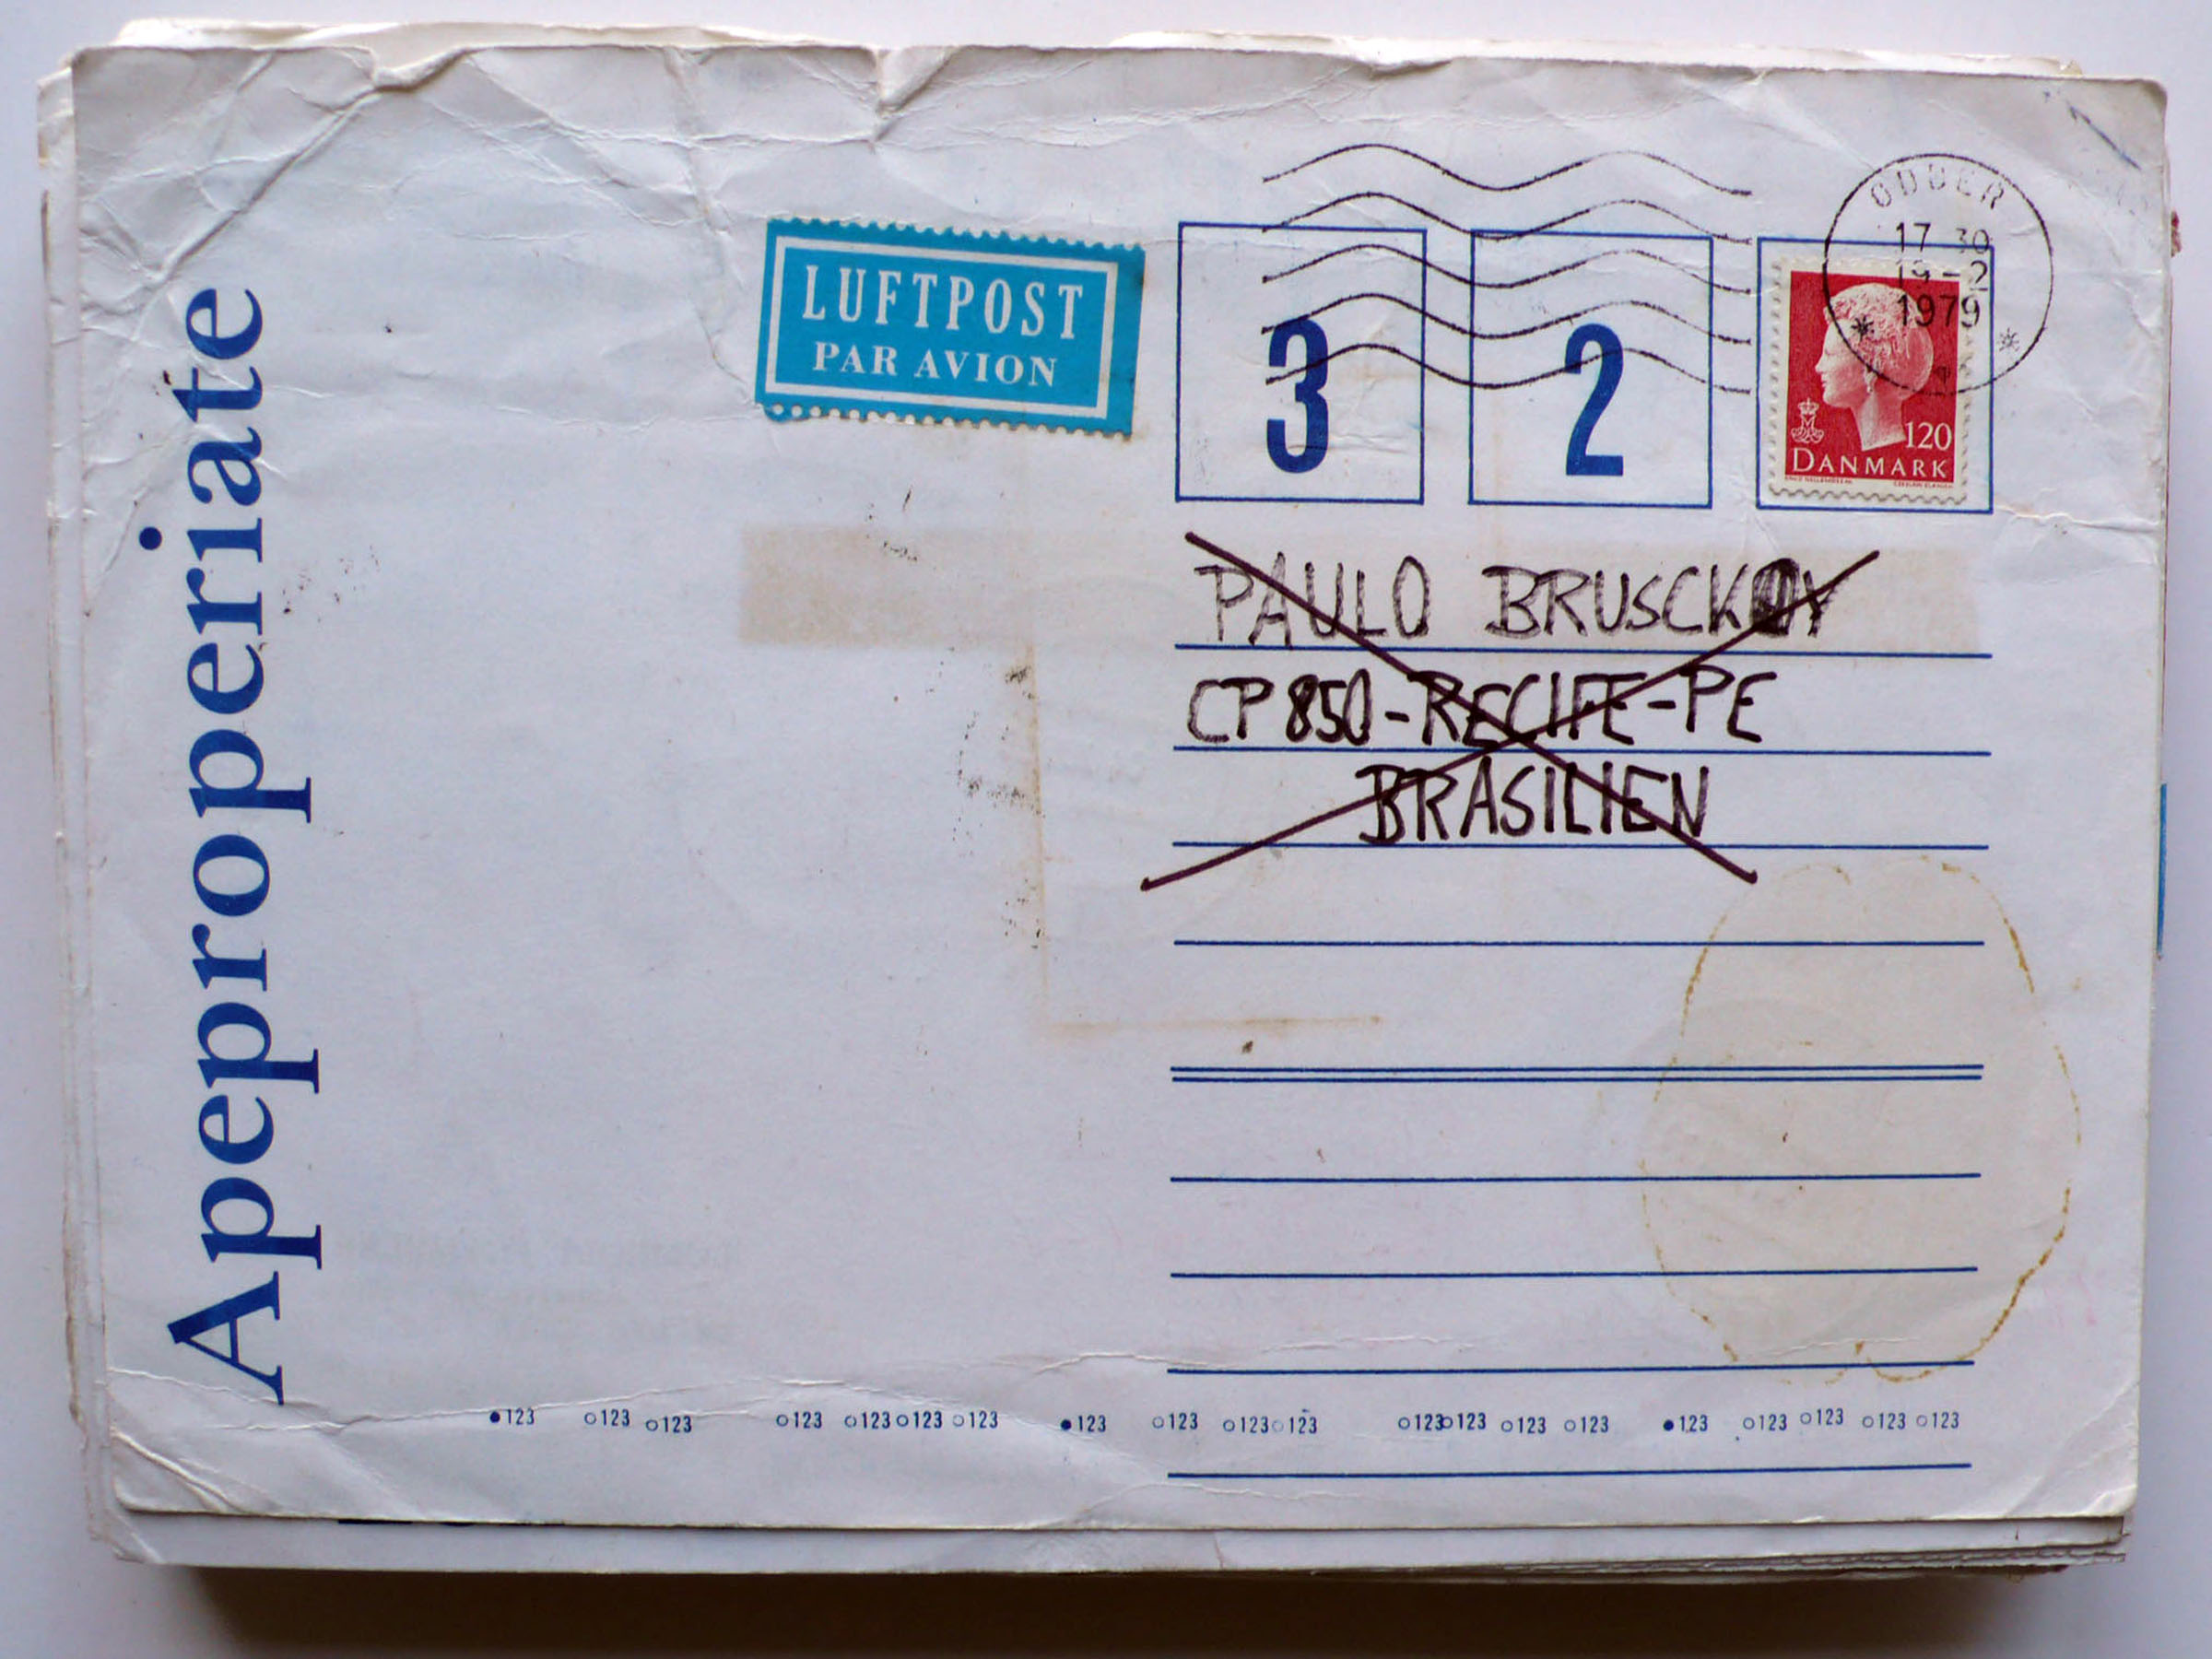 Apeproperiate
LUFTPOST
PAR AVION
3
2
ODDER
17 30
19-2
1979
120
DANMARK
PAULO BRUSCKY
CP 850-RECIFE-PE
BRASILIEN
123 123 123 123 123 123 123 123 123 123 123 123 123 123 123 123 123 123 123 123